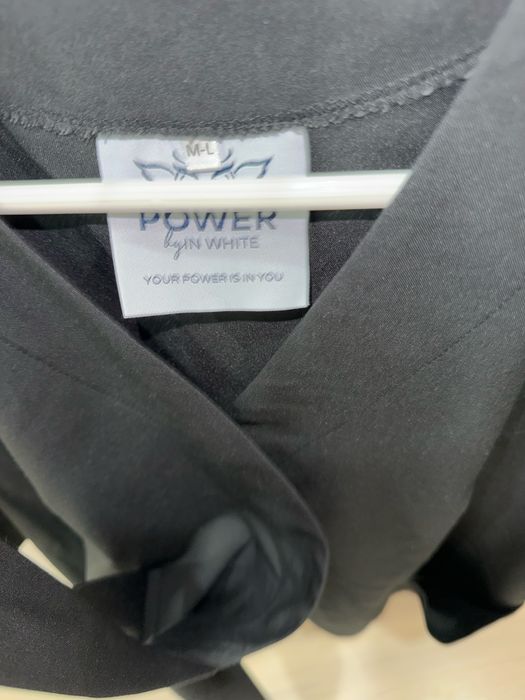 M-L
POWER
by IN WHITE
YOUR POWER IS IN YOU